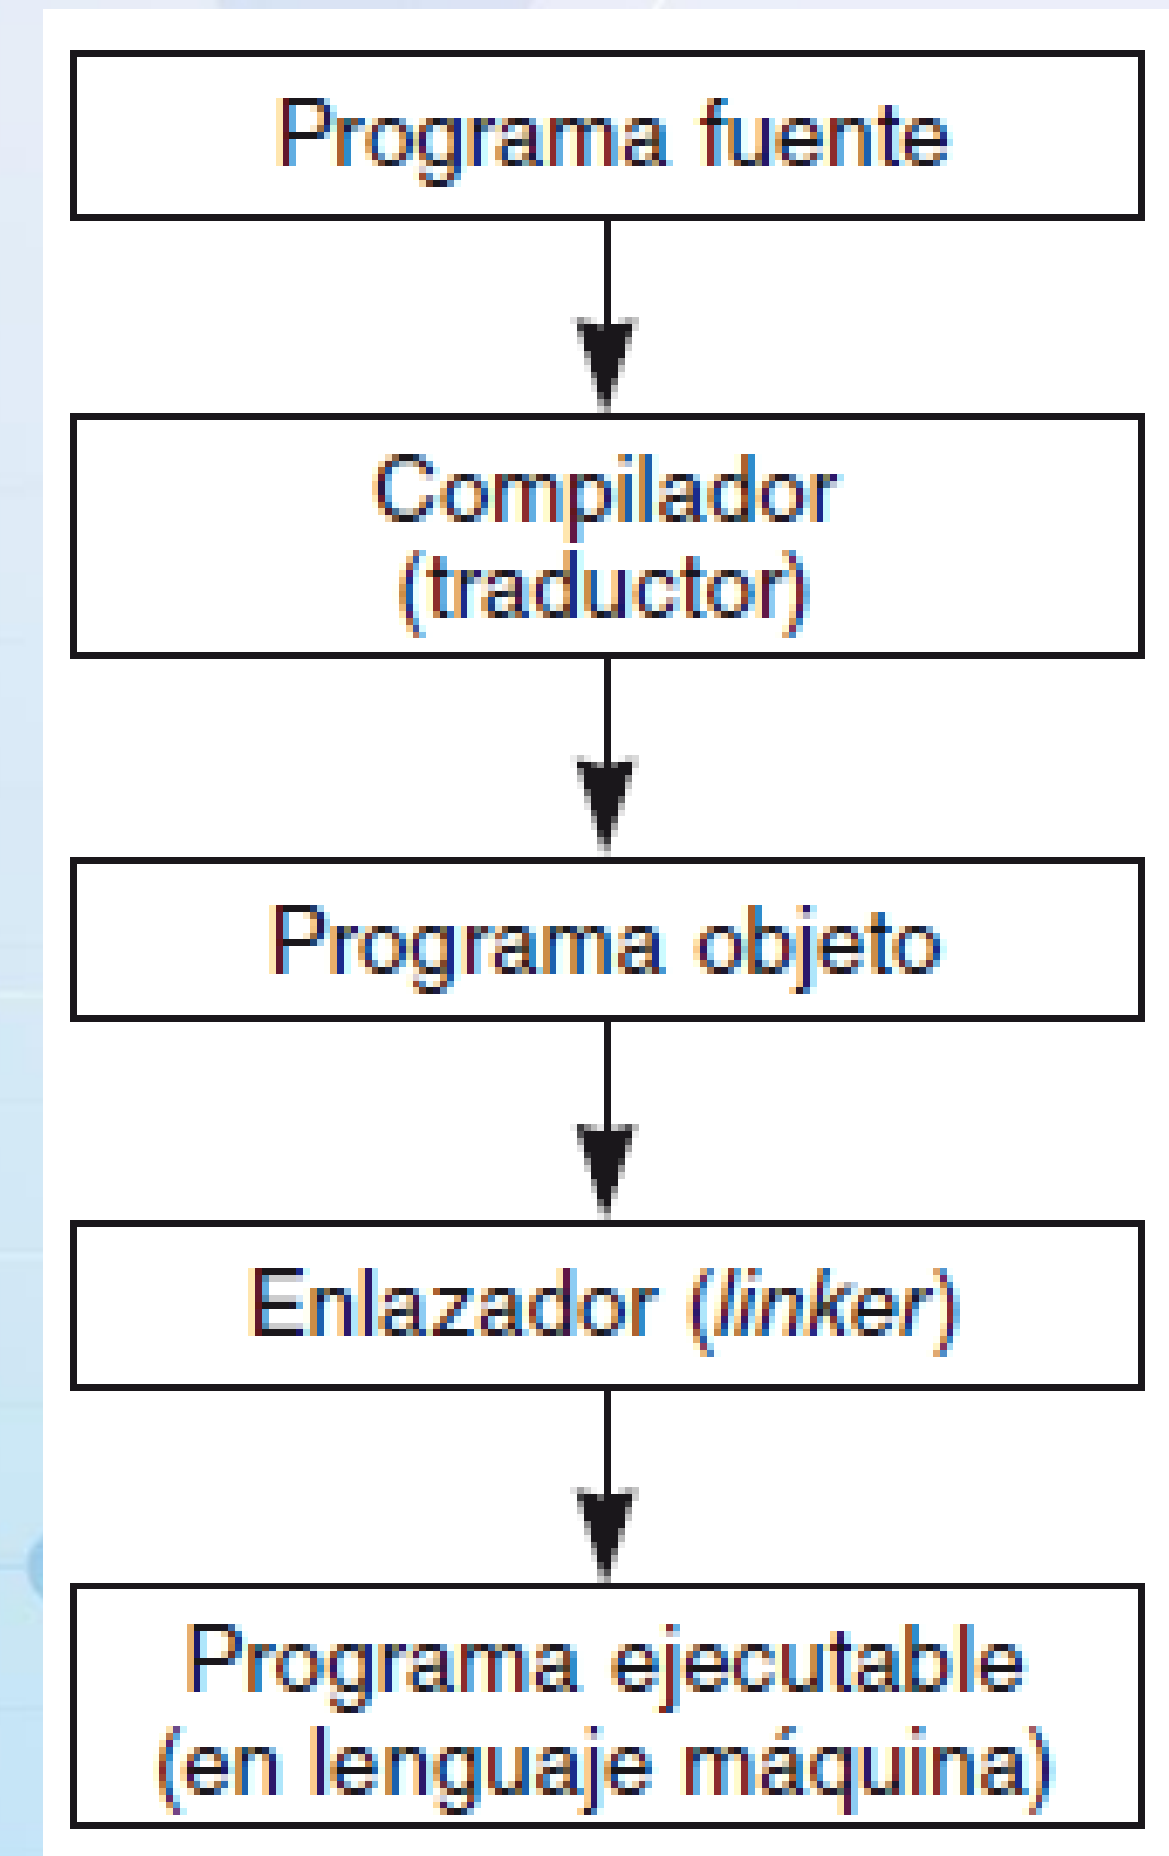 Programa fuente
Compilador
(traductor)
Programa objeto
Enlazador (linker)
Programa ejecutable
(en lenguaje máquina)